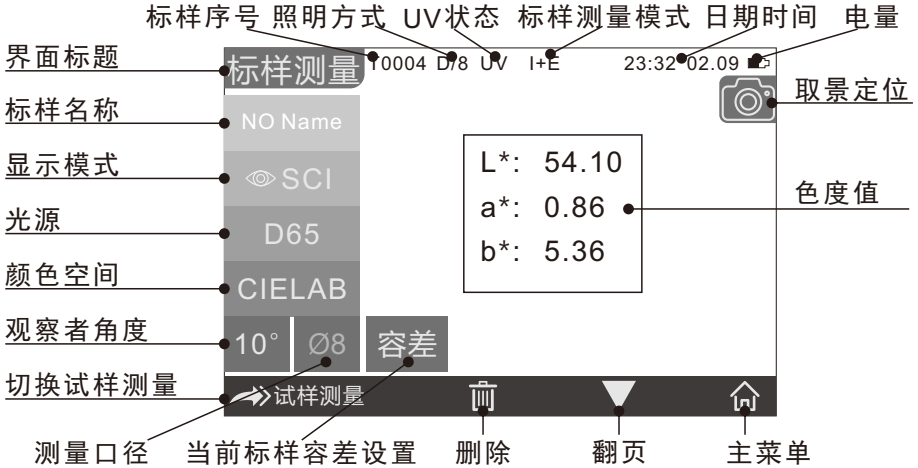 标样序号 照明方式 UV状态 标样测量模式 日期时间 电量
界面标题
标样测量 T0004 D/8 UV I+E 23:32 02.09
取景定位
标样名称
NO Name
显示模式
SCI
L*: 54.10
光源
D65
a*: 0.86
色度值
颜色空间
CIELAB
b*: 5.36
观察者角度
10° Ø8 容差
切换试样测量
试样测量
测量口径 当前标样容差设置 删除 翻页 主菜单